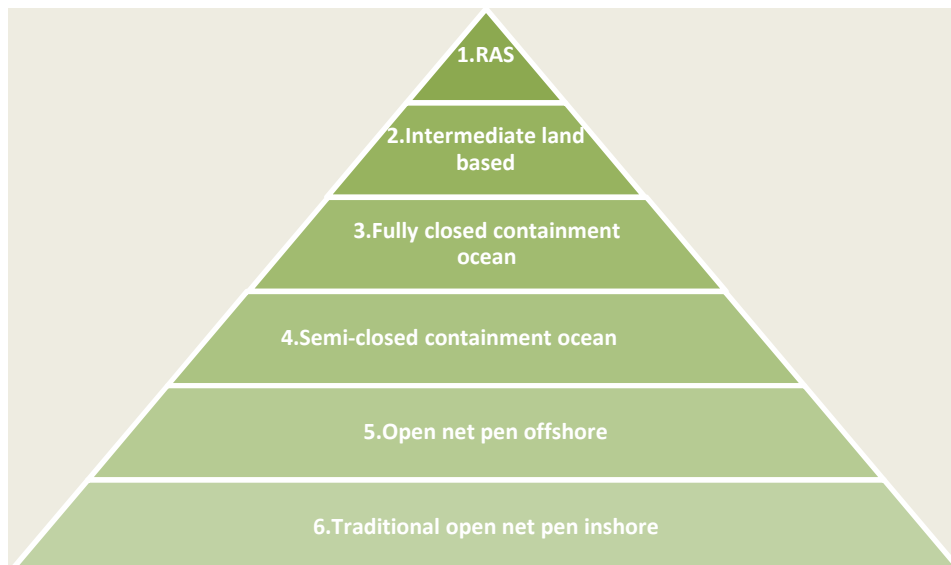 1.RAS
2.Intermediate land
based
3.Fully closed containment
ocean
4.Semi-closed containment ocean
5.Open net pen offshore
6.Traditional open net pen inshore